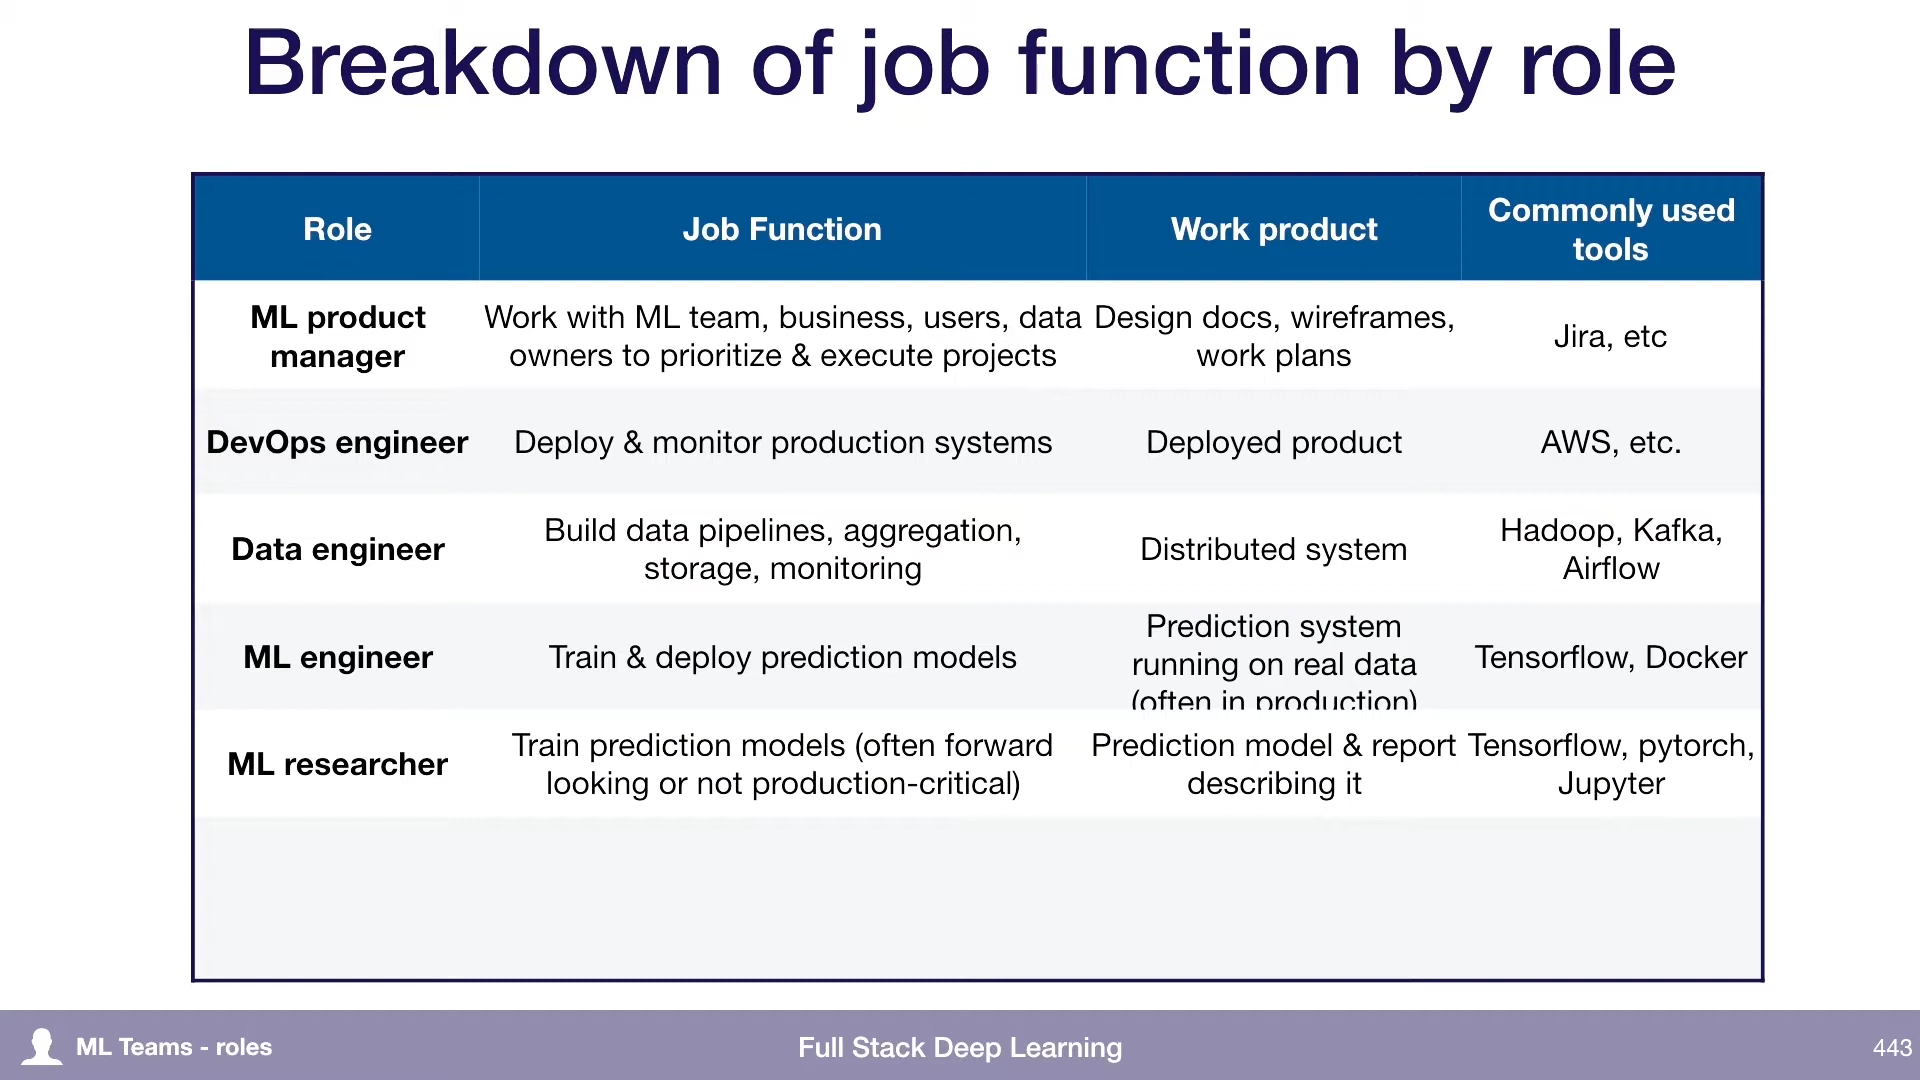 Breakdown of job function by role
Role
Job Function
Work product
Commonly used
tools
ML product
manager
Work with ML team, business, users, data
owners to prioritize & execute projects
Design docs, wireframes,
work plans
Jira, etc
DevOps engineer
Deploy & monitor production systems
Deployed product
AWS, etc.
Data engineer
Build data pipelines, aggregation,
storage, monitoring
Distributed system
Hadoop, Kafka,
Airflow
ML engineer
Train & deploy prediction models
Prediction system
running on real data
(often in production)
Tensorflow, Docker
ML researcher
Train prediction models (often forward
looking or not production-critical)
Prediction model & report
describing it
Tensorflow, pytorch,
Jupyter
ML Teams - roles
Full Stack Deep Learning
443